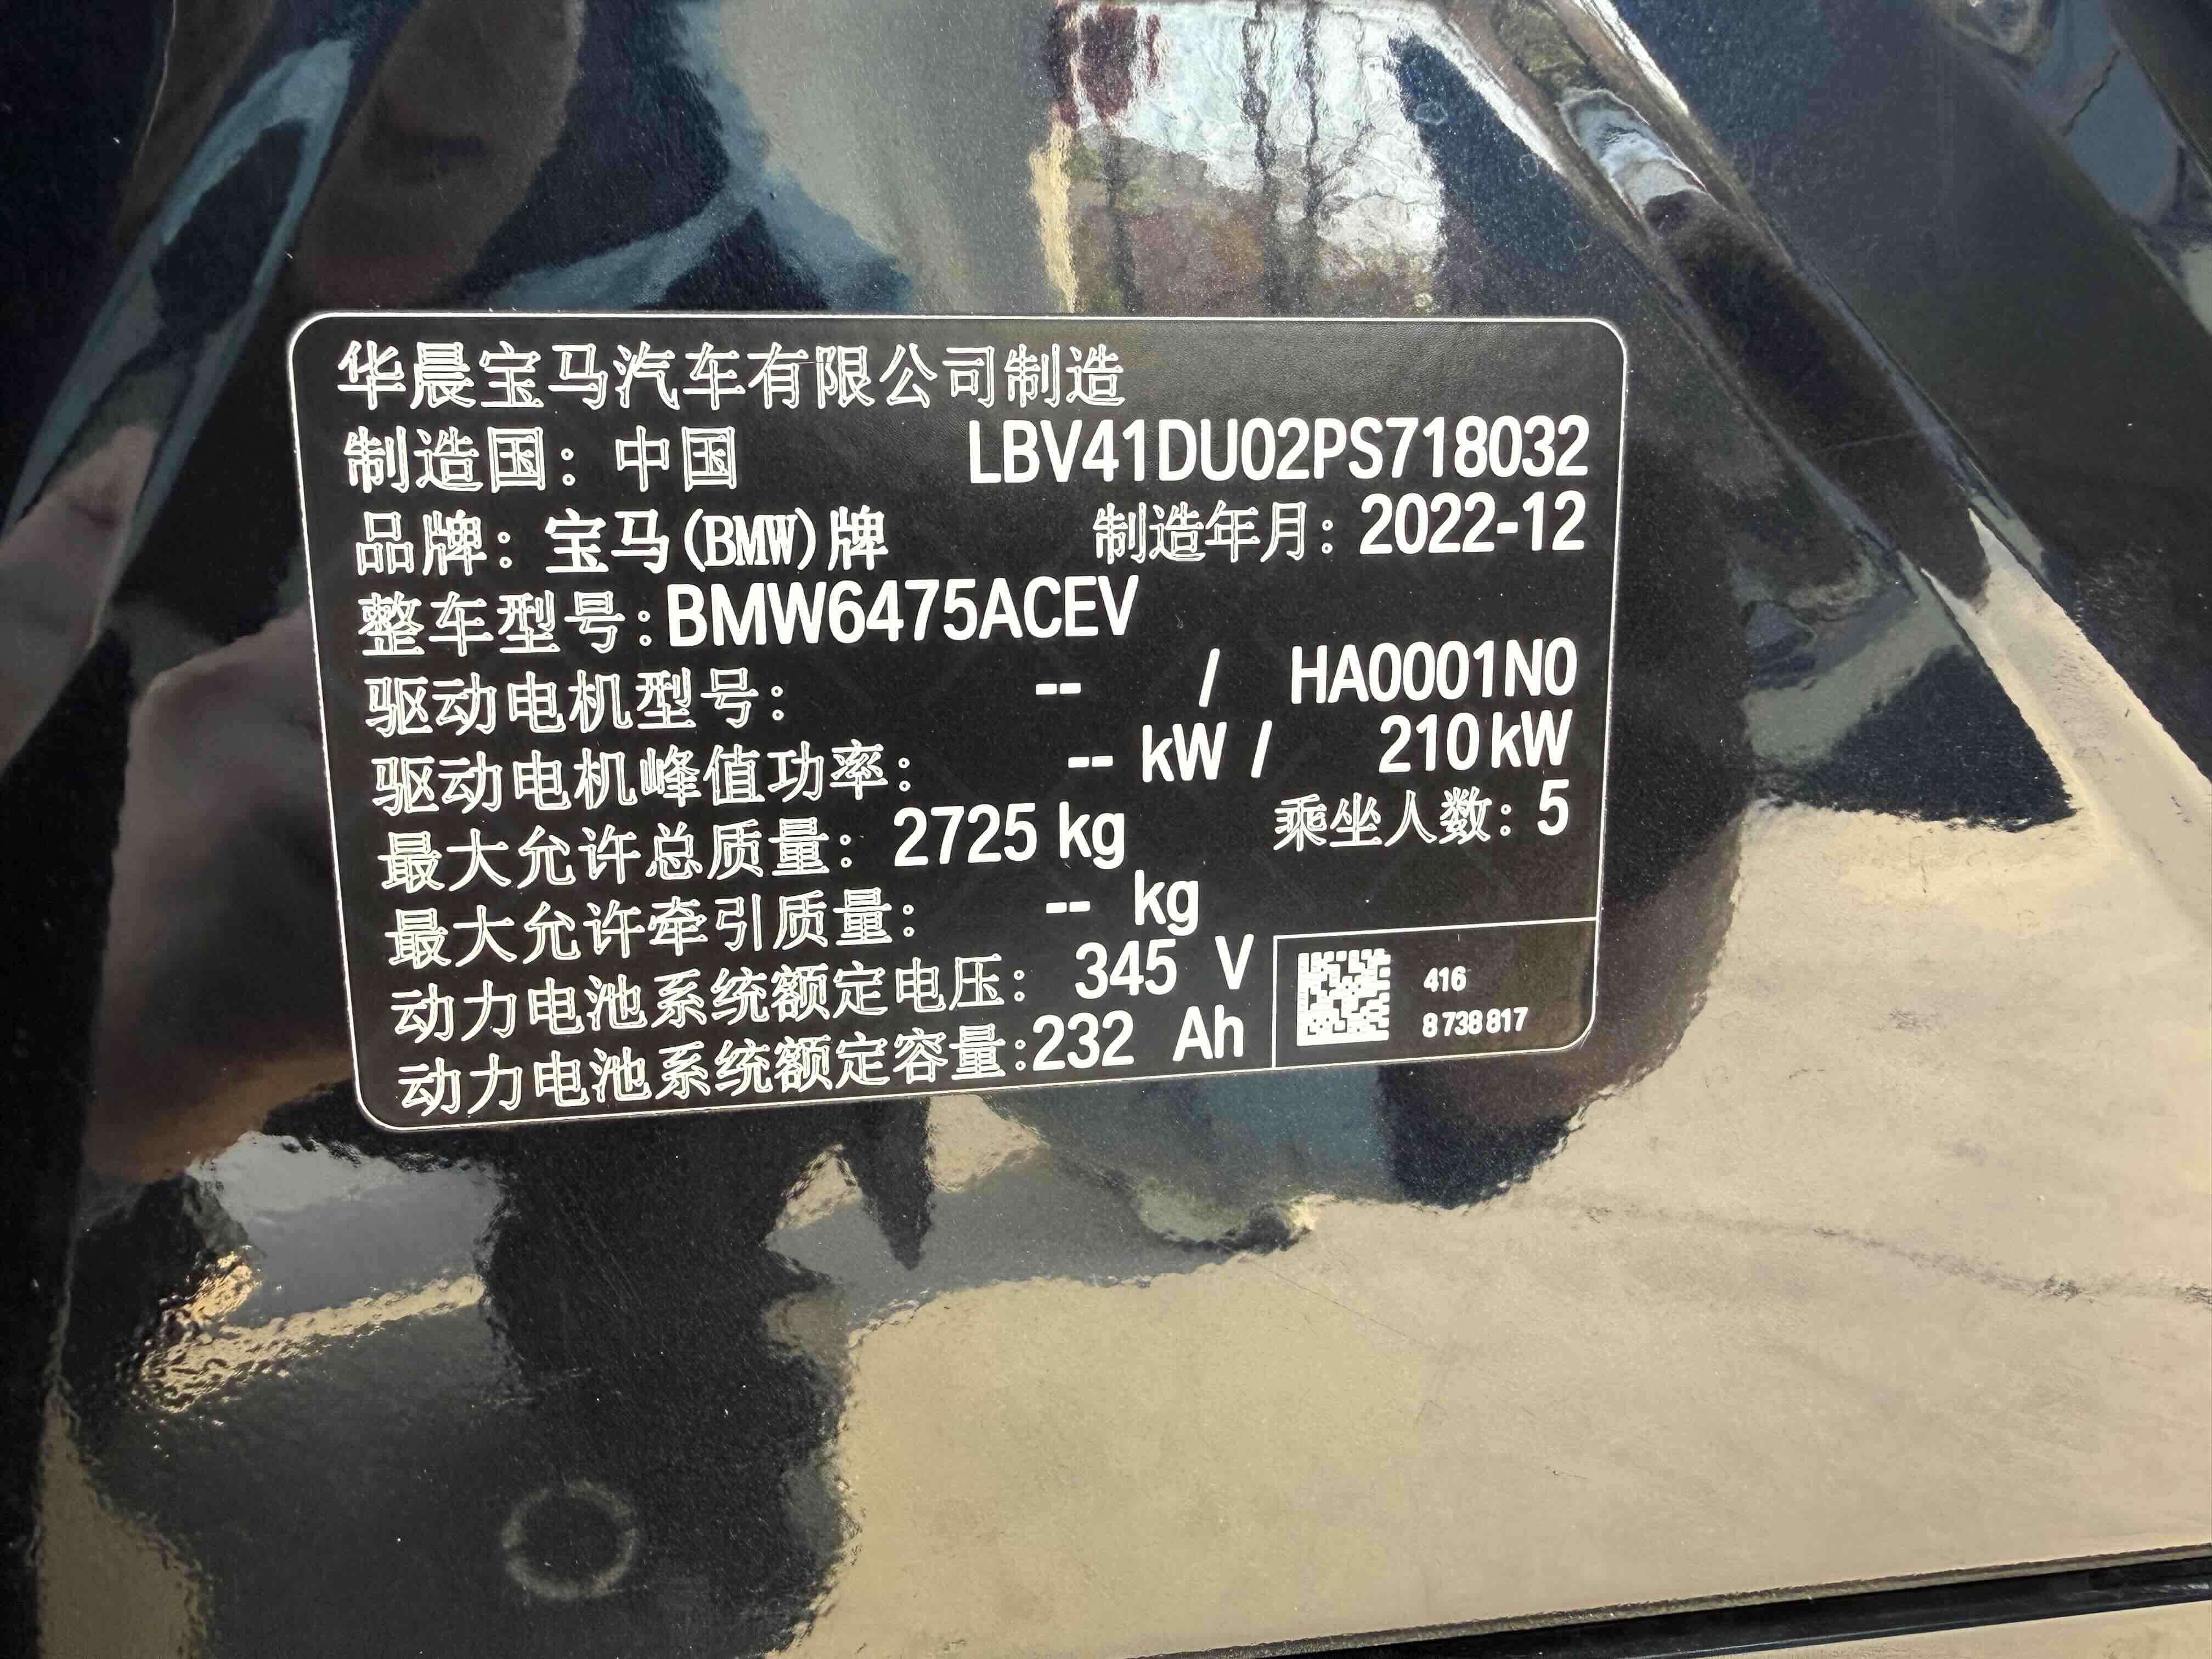 华晨宝马汽车有限公司制造
制造国：中国 LBV41DU02PS718032
品牌：宝马(BMW)牌 制造年月：2022-12
整车型号：BMW6475ACEV
驱动电机型号： -- / HA0001N0
驱动电机峰值功率： -- kW / 210 kW
最大允许总质量：2725 kg 乘坐人数：5
最大允许牵引质量： -- kg
动力电池系统额定电压：345 V
动力电池系统额定容量：232 Ah
416
8 738 817